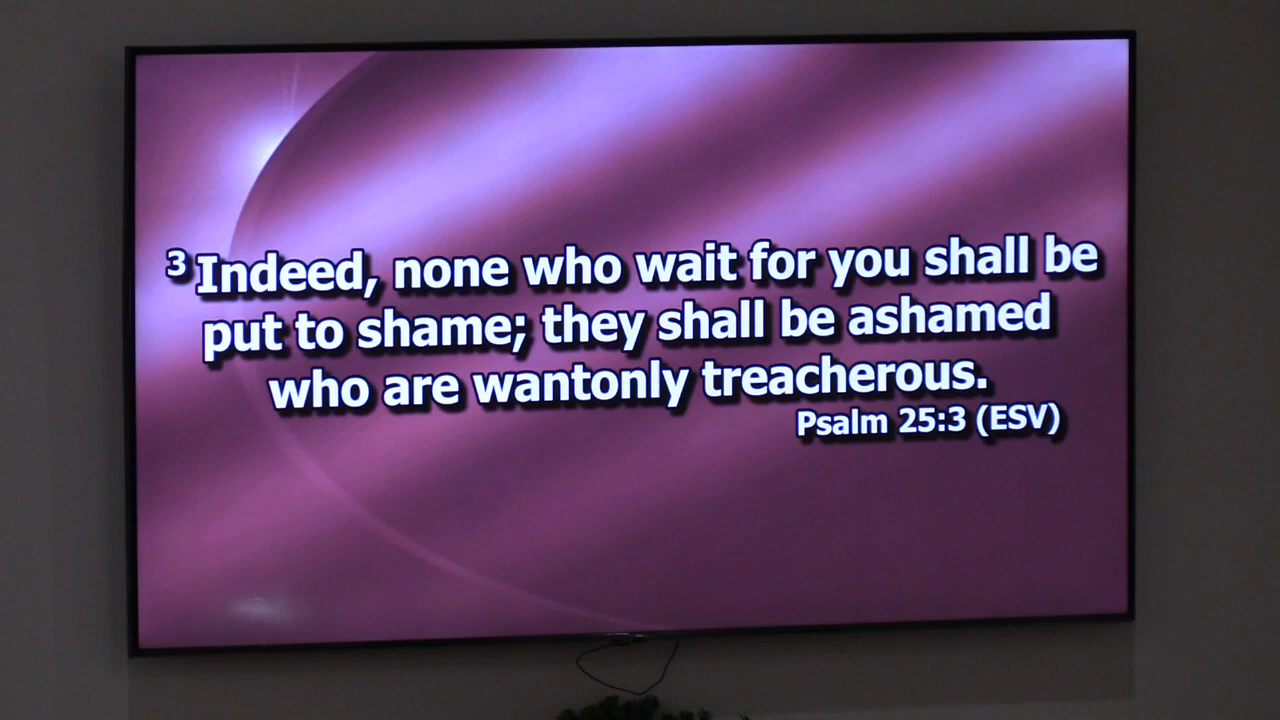 3 Indeed, none who wait for you shall be
put to shame; they shall be ashamed
who are wantonly treacherous.
Psalm 25:3 (ESV)